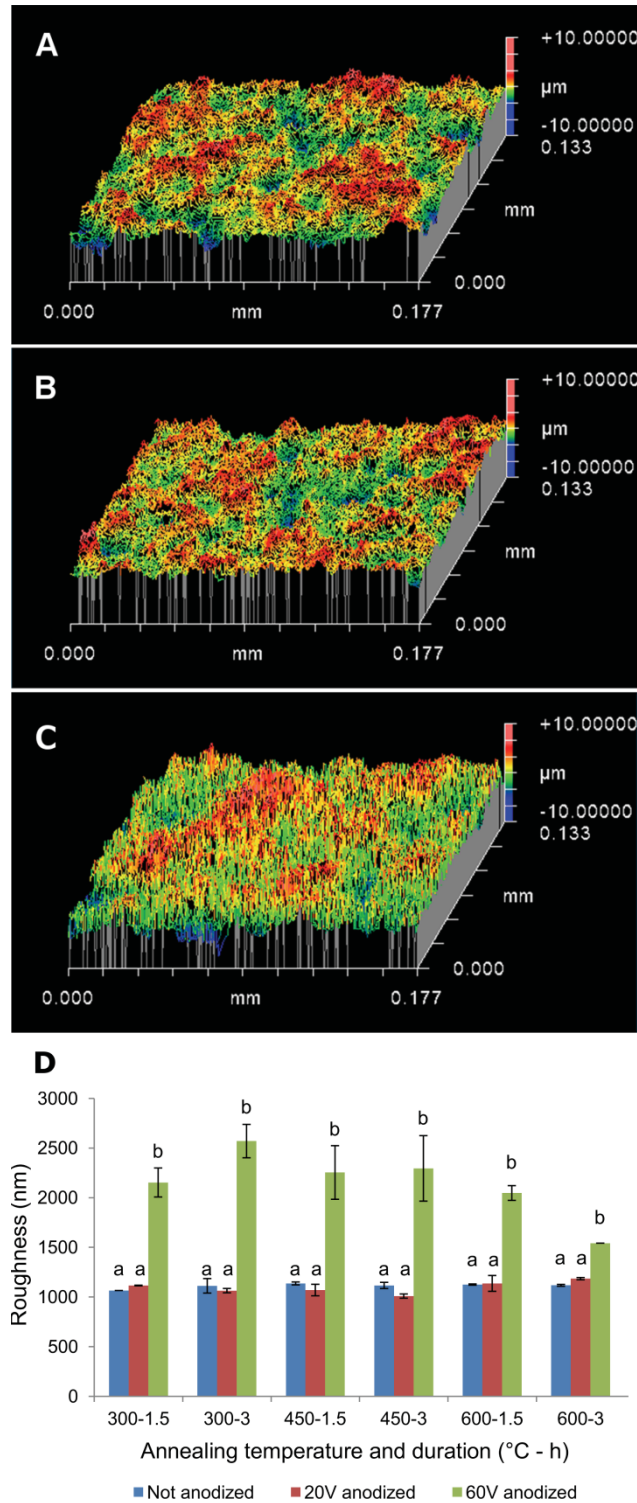 A
+10.00000
µm
-10.00000
0.133
mm
0.000
0.000 mm 0.177
B
+10.00000
µm
-10.00000
0.133
mm
0.000
0.000 mm 0.177
C
+10.00000
µm
-10.00000
0.133
mm
0.000
0.000 mm 0.177
D
3000
2500
2000
1500
1000
500
0
Roughness (nm)
a a b a a b a a b a a b a a b a a b
300-1.5 300-3 450-1.5 450-3 600-1.5 600-3
Annealing temperature and duration (°C - h)
Not anodized 20V anodized 60V anodized